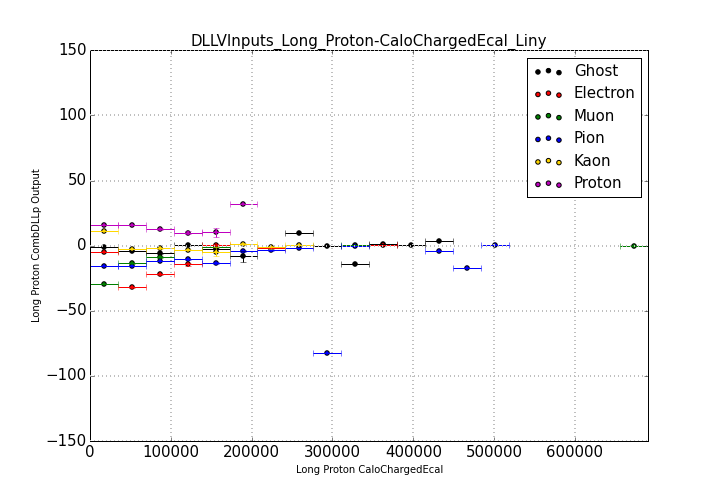 DLLVInputs_Long_Proton-CaloChargedEcal_Liny
150
100
50
0
−50
−100
−150
Long Proton CombDLLp Output
Ghost
Electron
Muon
Pion
Kaon
Proton
0 100000 200000 300000 400000 500000 600000
Long Proton CaloChargedEcal